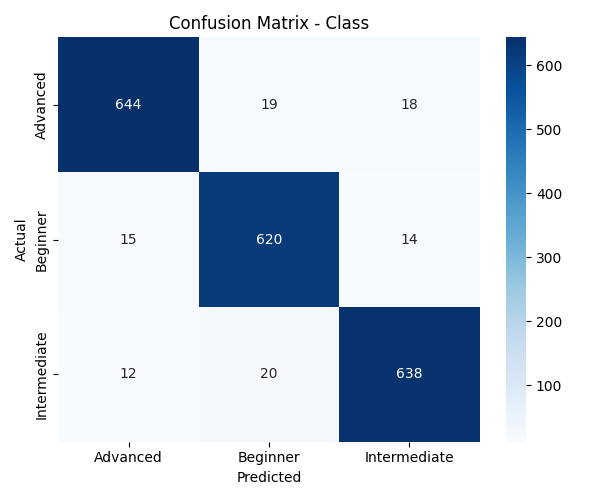 Confusion Matrix - Class
Actual
Advanced
644 19 18
Beginner
15 620 14
Intermediate
12 20 638
Advanced Beginner Intermediate
Predicted
600
500
400
300
200
100